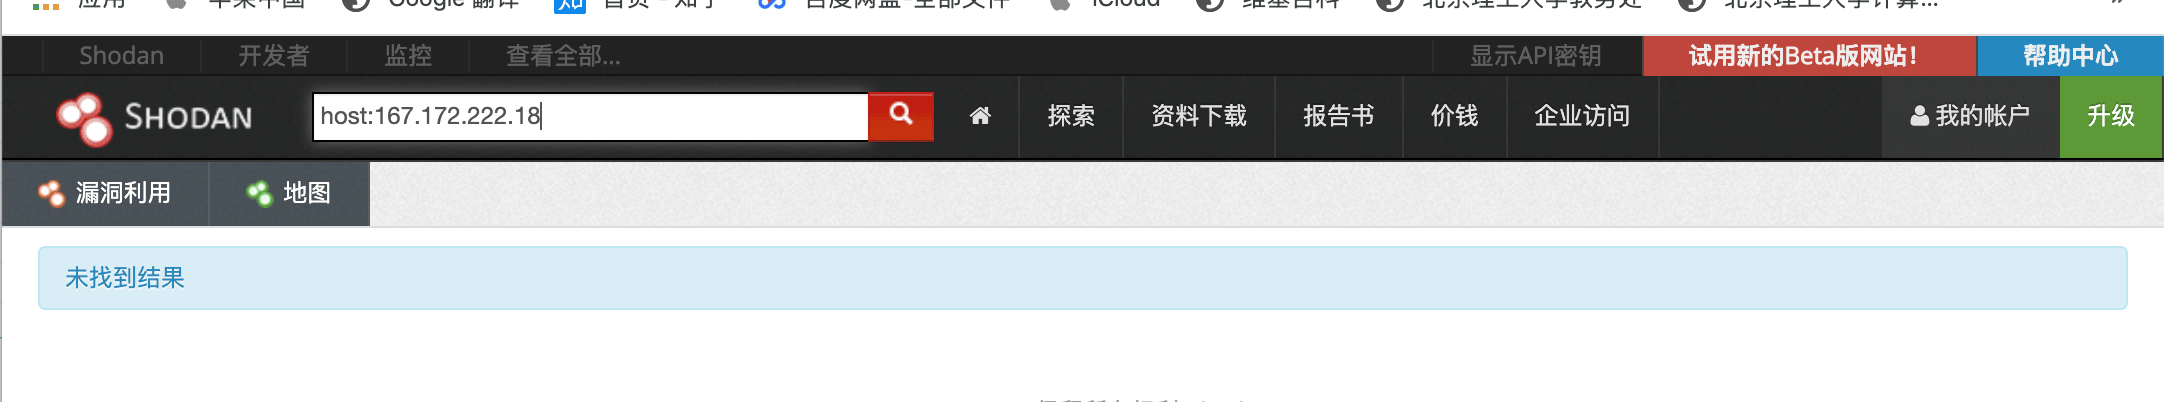 应用 苹果中国 Google 翻译 首页 - 知乎 百度网盘-全部文件 iCloud 维基百科 北京理工大学教务处 北京理工大学计算... »
Shodan 开发者 监控 查看全部... 显示API密钥 试用新的Beta版网站! 帮助中心
SHODAN host:167.172.222.18 探索 资料下载 报告书 价钱 企业访问 我的帐户 升级
漏洞利用 地图
未找到结果